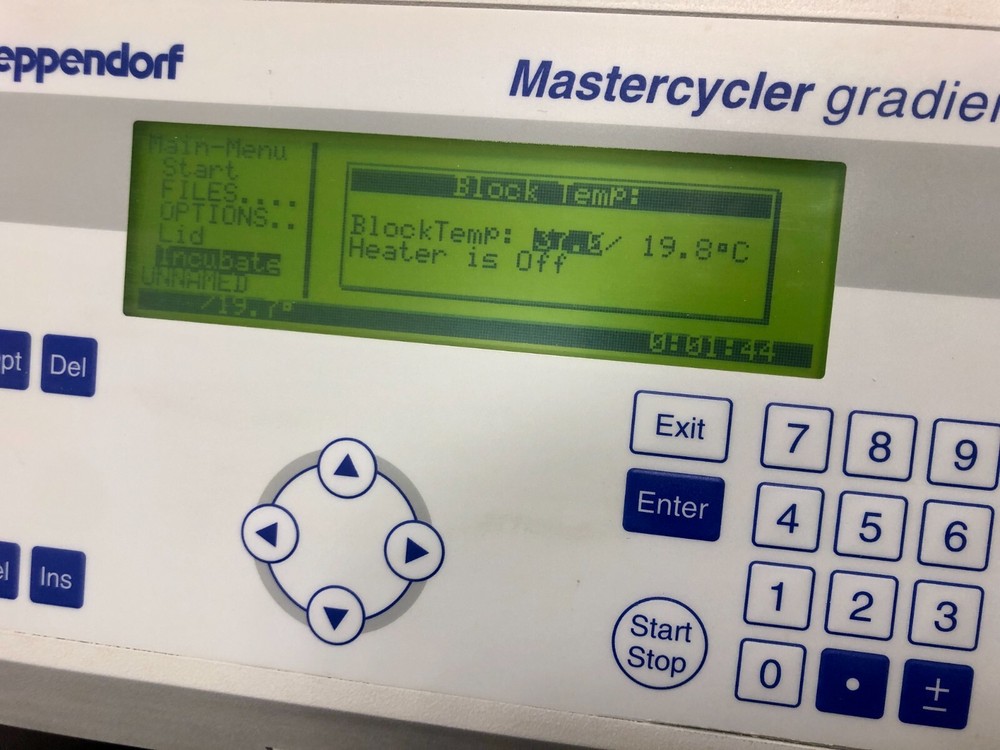 eppendorf
Mastercycler gradien
Main-Menu
Start
FILES....
OPTIONS..
Lid
Incubate
UNNAMED
/19.7°
Block Temp:
BlockTemp: / 19.8°C
Heater is Off
0:01:44
pt
Del
el
Ins
Exit
Enter
Start
Stop
7 8 9
4 5 6
1 2 3
0 • ±